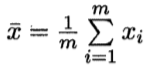 x̄ = 1/m ∑_{i=1}^{m} x_i